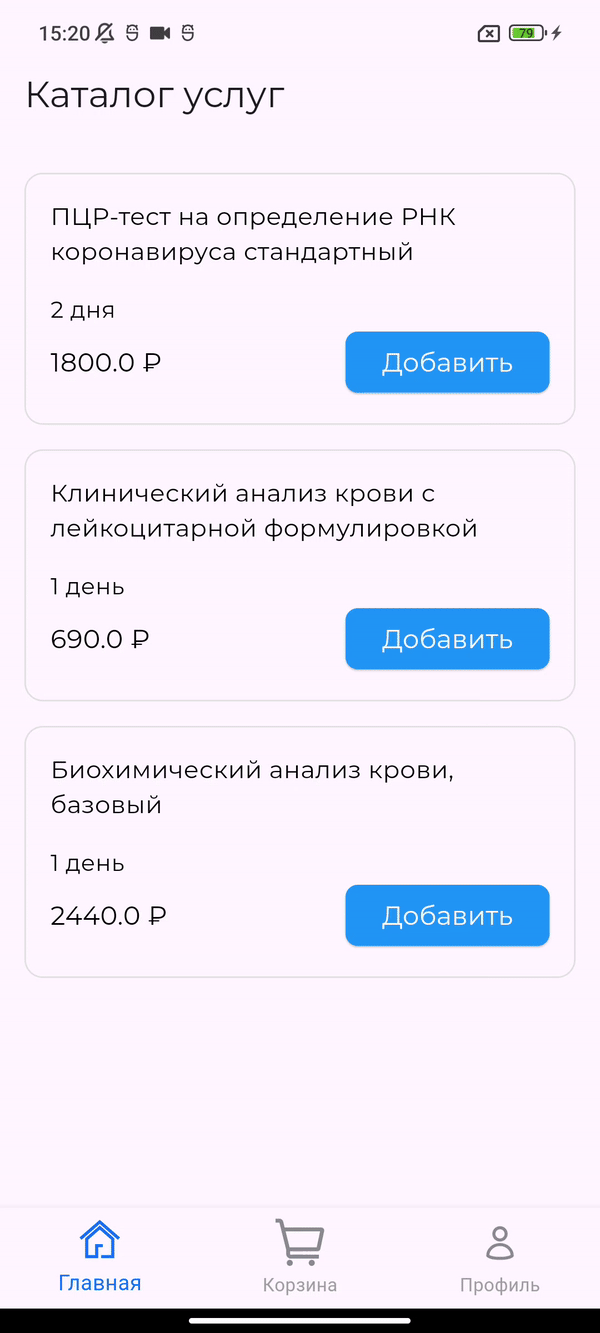 15:20
79
Каталог услуг
ПЦР-тест на определение РНК
коронавируса стандартный
2 дня
1800.0 ₽
Добавить
Клинический анализ крови с
лейкоцитарной формулировкой
1 день
690.0 ₽
Добавить
Биохимический анализ крови,
базовый
1 день
2440.0 ₽
Добавить
Главная
Корзина
Профиль